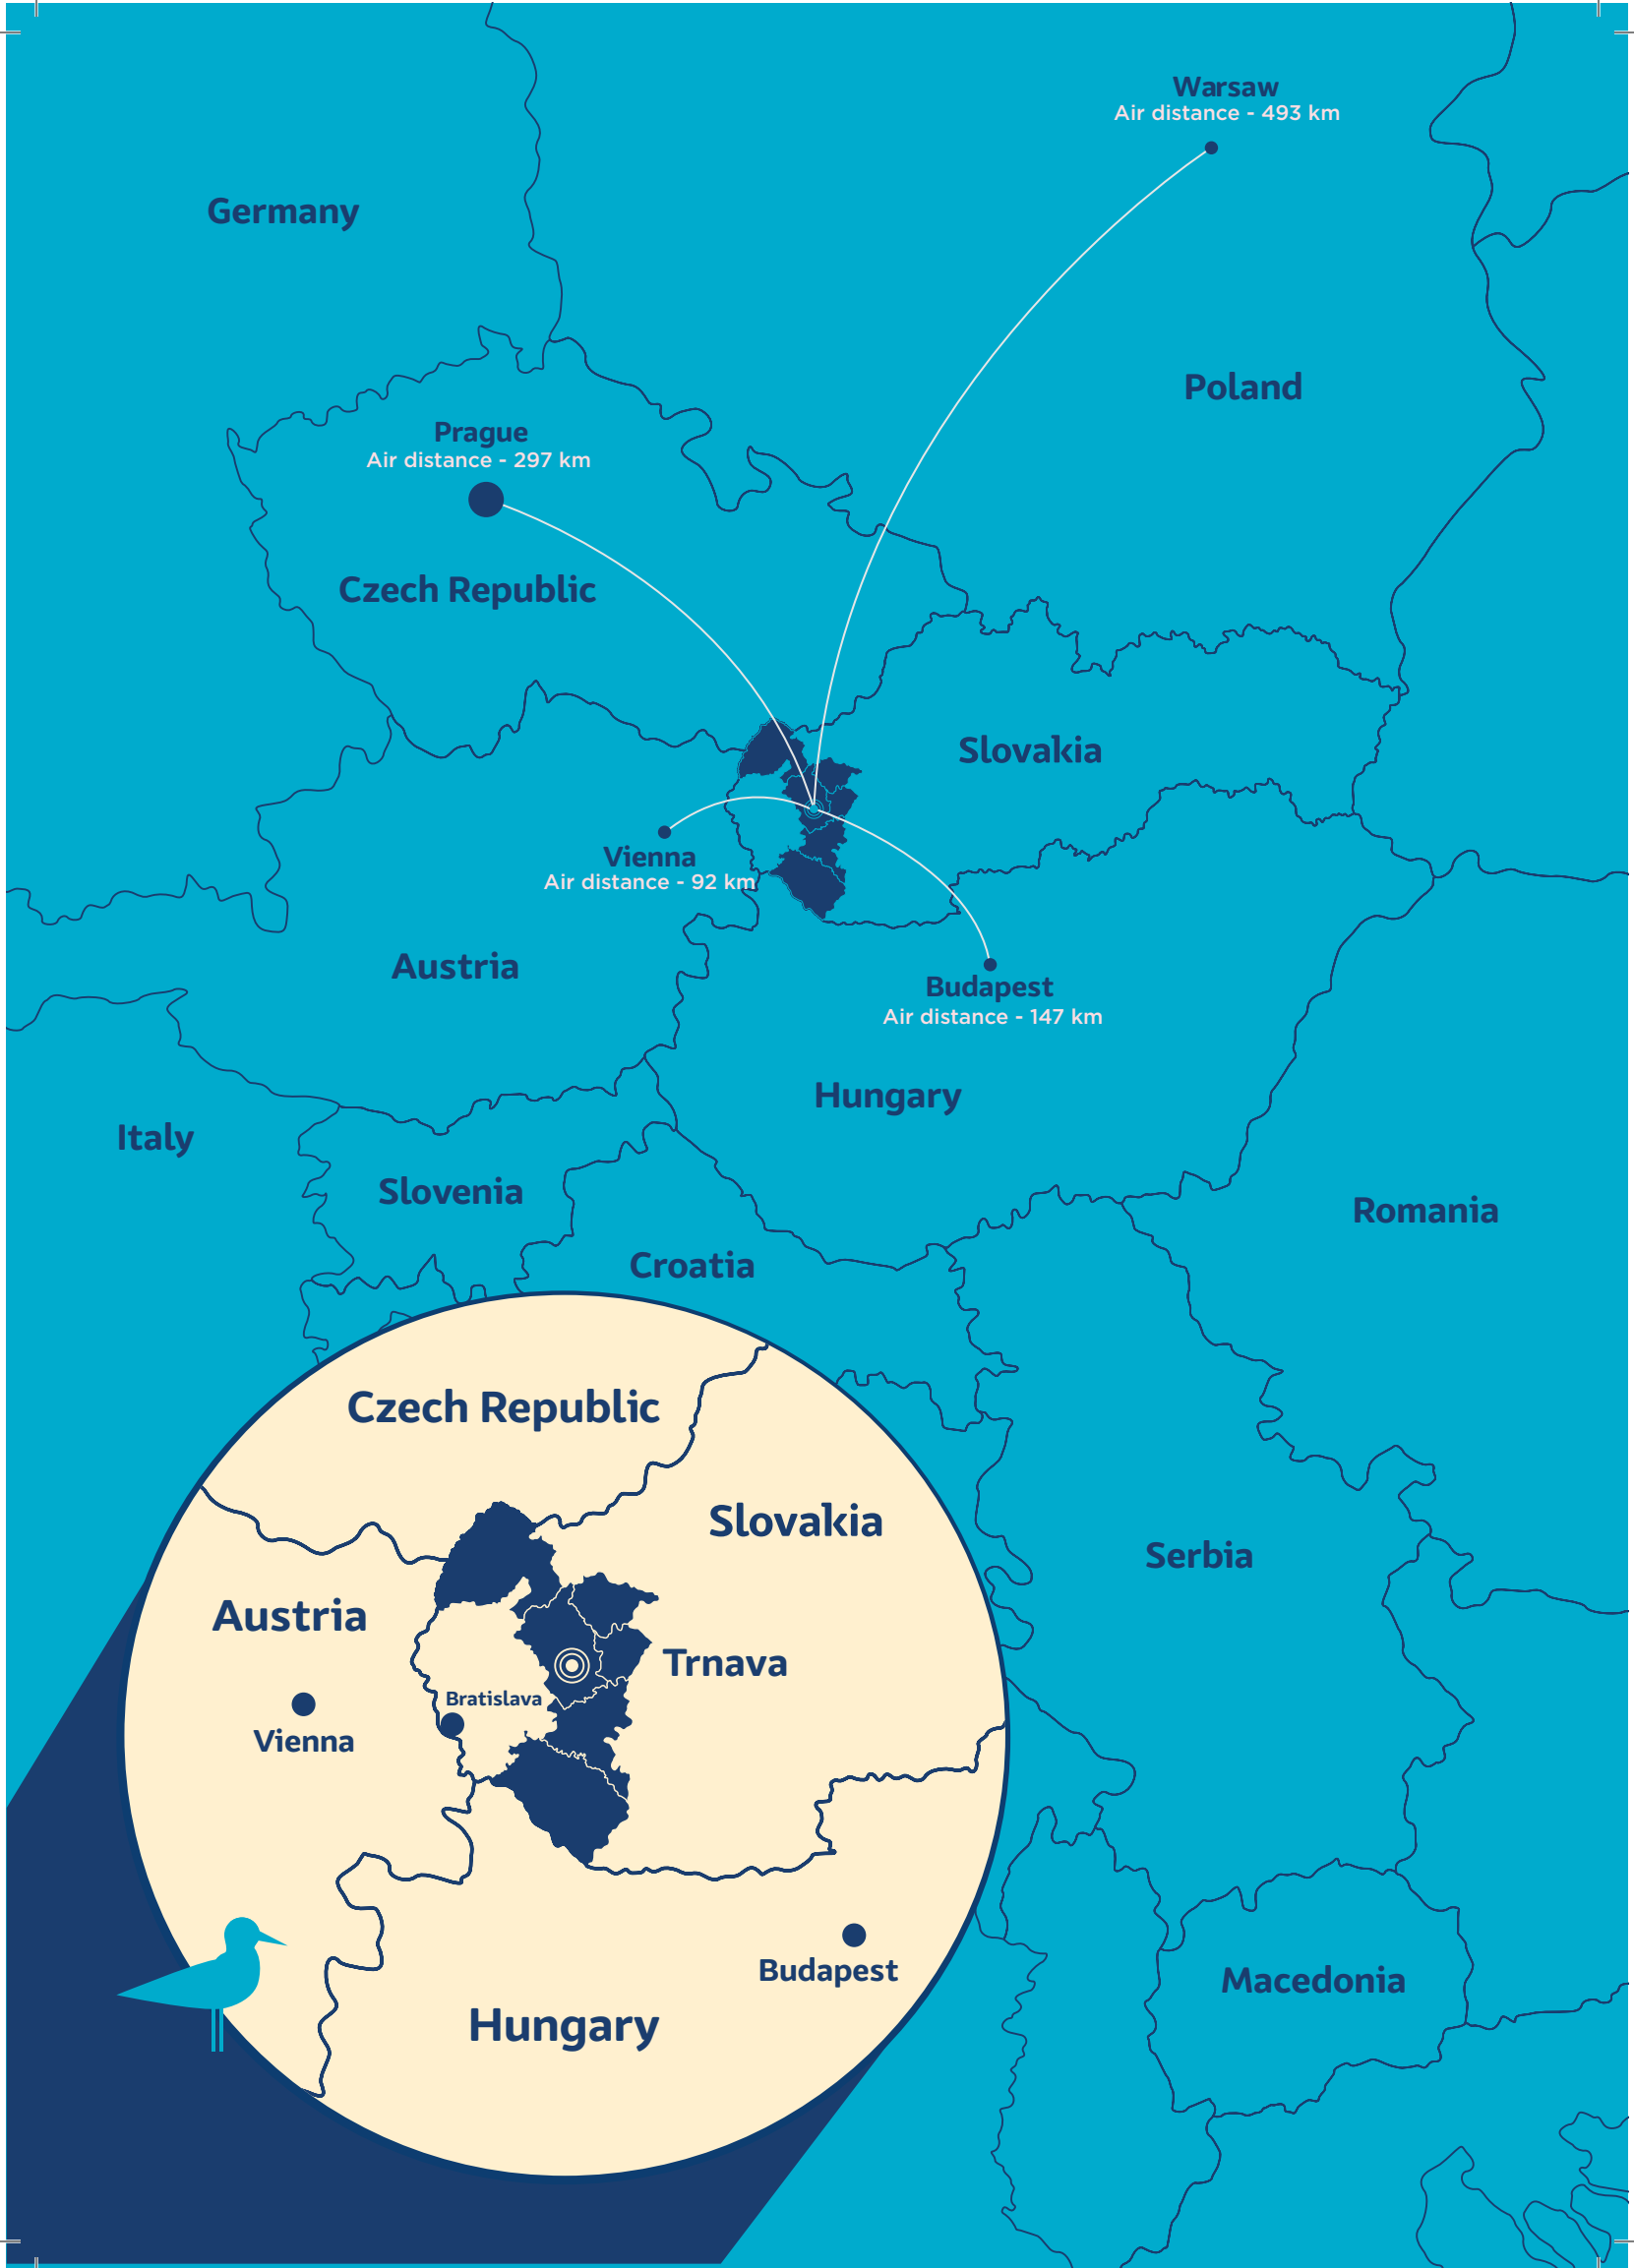 Warsaw
Air distance - 493 km
Germany
Poland
Prague
Air distance - 297 km
Czech Republic
Slovakia
Vienna
Air distance - 92 km
Austria
Budapest
Air distance - 147 km
Hungary
Italy
Slovenia
Romania
Croatia
Czech Republic
Slovakia
Serbia
Austria
Trnava
Bratislava
Vienna
Budapest
Macedonia
Hungary